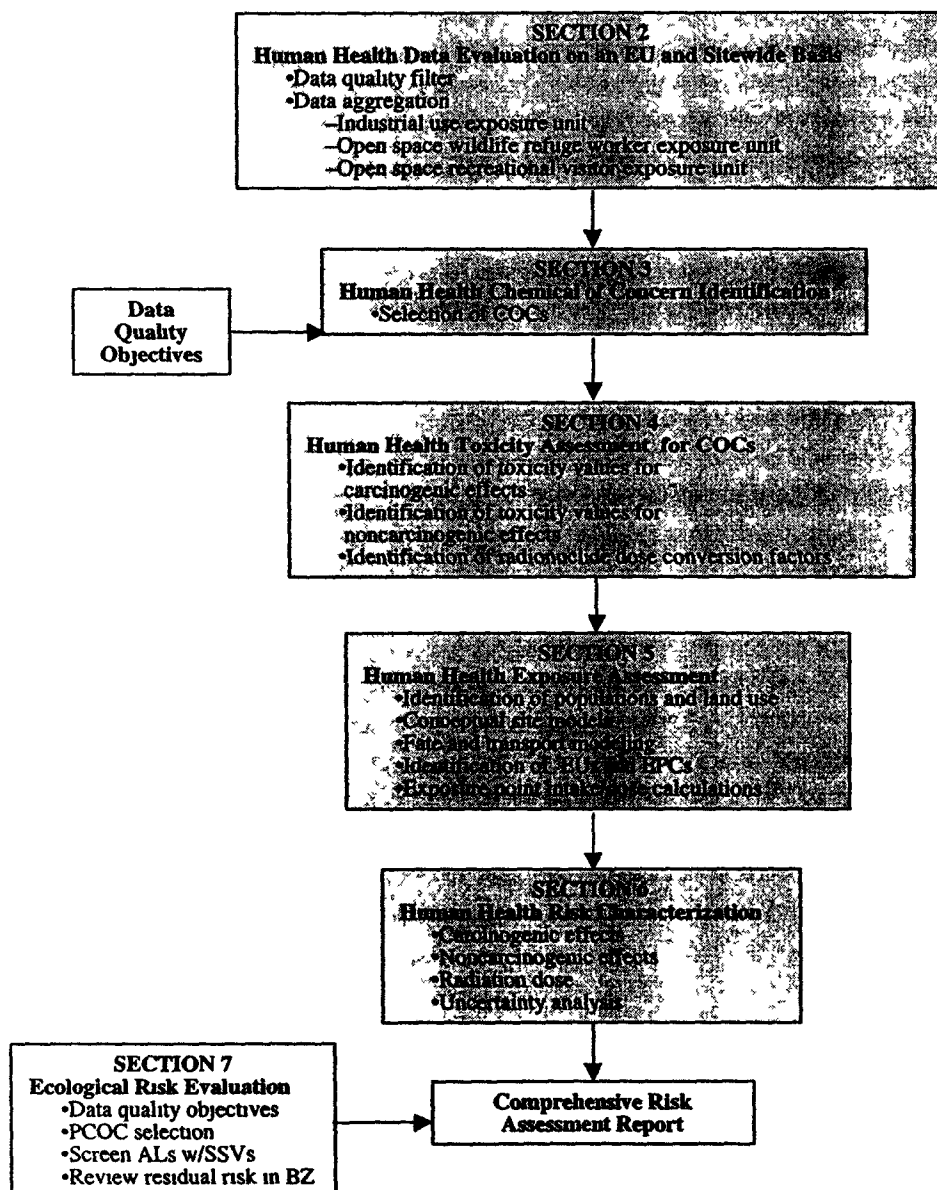 SECTION 2
Human Health Data Evaluation on an EU and Sitewide Basis
•Data quality filter
•Data aggregation
–Industrial use exposure unit
–Open space wildlife refuge worker exposure unit
–Open space recreational visitor exposure unit
SECTION 3
Human Health Chemical of Concern Identification
•Selection of COCs
Data
Quality
Objectives
SECTION 4
Human Health Toxicity Assessment for COCs
•Identification of toxicity values for
carcinogenic effects
•Identification of toxicity values for
noncarcinogenic effects
•Identification of radionuclide dose conversion factors
SECTION 5
Human Health Exposure Assessment
•Identification of populations and land use
•Conceptual site models
•Fate and transport modeling
•Identification of EPCs
•Exposure point intake/dose calculations
SECTION 6
Human Health Risk Characterization
•Carcinogenic effects
•Noncarcinogenic effects
•Radiation dose
•Uncertainty analysis
SECTION 7
Ecological Risk Evaluation
•Data quality objectives
•PCOC selection
•Screen ALs w/SSVs
•Review residual risk in BZ
Comprehensive Risk
Assessment Report